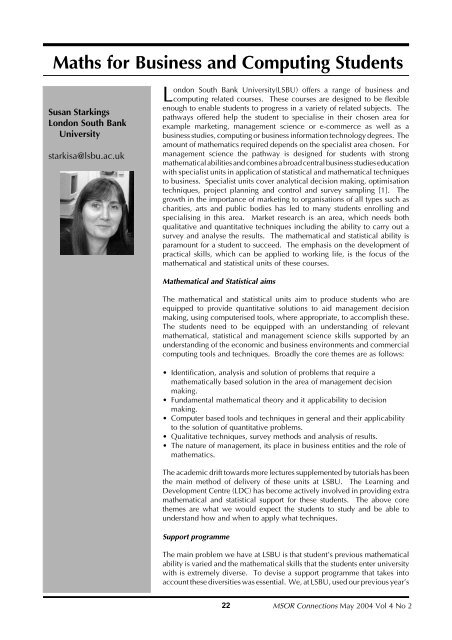 Maths for Business and Computing Students
Susan Starkings
London South Bank
University
starkisa@lsbu.ac.uk
London South Bank University(LSBU) offers a range of business and
computing related courses. These courses are designed to be flexible
enough to enable students to progress in a variety of related subjects. The
pathways offered help the student to specialise in their chosen area for
example marketing, management science or e-commerce as well as a
business studies, computing or business information technology degrees. The
amount of mathematics required depends on the specialist area chosen. For
management science the pathway is designed for students with strong
mathematical abilities and combines a broad central business studies education
with specialist units in application of statistical and mathematical techniques
to business. Specialist units cover analytical decision making, optimisation
techniques, project planning and control and survey sampling [1]. The
growth in the importance of marketing to organisations of all types such as
charities, arts and public bodies has led to many students enrolling and
specialising in this area. Market research is an area, which needs both
qualitative and quantitative techniques including the ability to carry out a
survey and analyse the results. The mathematical and statistical ability is
paramount for a student to succeed. The emphasis on the development of
practical skills, which can be applied to working life, is the focus of the
mathematical and statistical units of these courses.
Mathematical and Statistical aims
The mathematical and statistical units aim to produce students who are
equipped to provide quantitative solutions to aid management decision
making, using computerised tools, where appropriate, to accomplish these.
The students need to be equipped with an understanding of relevant
mathematical, statistical and management science skills supported by an
understanding of the economic and business environments and commercial
computing tools and techniques. Broadly the core themes are as follows:
• Identification, analysis and solution of problems that require a
mathematically based solution in the area of management decision
making.
• Fundamental mathematical theory and it applicability to decision
making.
• Computer based tools and techniques in general and their applicability
to the solution of quantitative problems.
• Qualitative techniques, survey methods and analysis of results.
• The nature of management, its place in business entities and the role of
mathematics.
The academic drift towards more lectures supplemented by tutorials has been
the main method of delivery of these units at LSBU. The Learning and
Development Centre (LDC) has become actively involved in providing extra
mathematical and statistical support for these students. The above core
themes are what we would expect the students to study and be able to
understand how and when to apply what techniques.
Support programme
The main problem we have at LSBU is that student's previous mathematical
ability is varied and the mathematical skills that the students enter university
with is extremely diverse. To devise a support programme that takes into
account these diversities was essential. We, at LSBU, used our previous year's
22
MSOR Connections May 2004 Vol 4 No 2